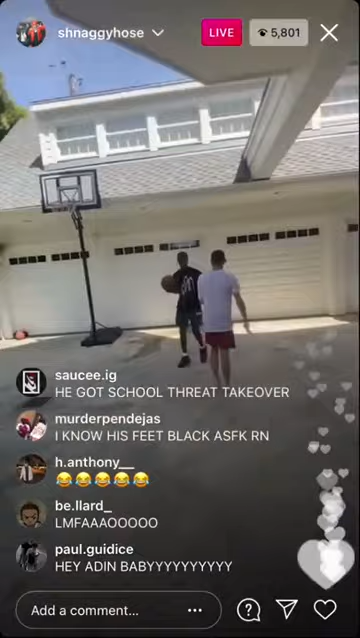 shnaggyhose
LIVE
5,801
saucee.ig
HE GOT SCHOOL THREAT TAKEOVER
murderpendejas
I KNOW HIS FEET BLACK ASFK RN
h.anthony__
😂😂😂😂😂
be.llard_
LMFAAAOOOOO
paul.guidice
HEY ADIN BABYYYYYYYYYY
Add a comment...